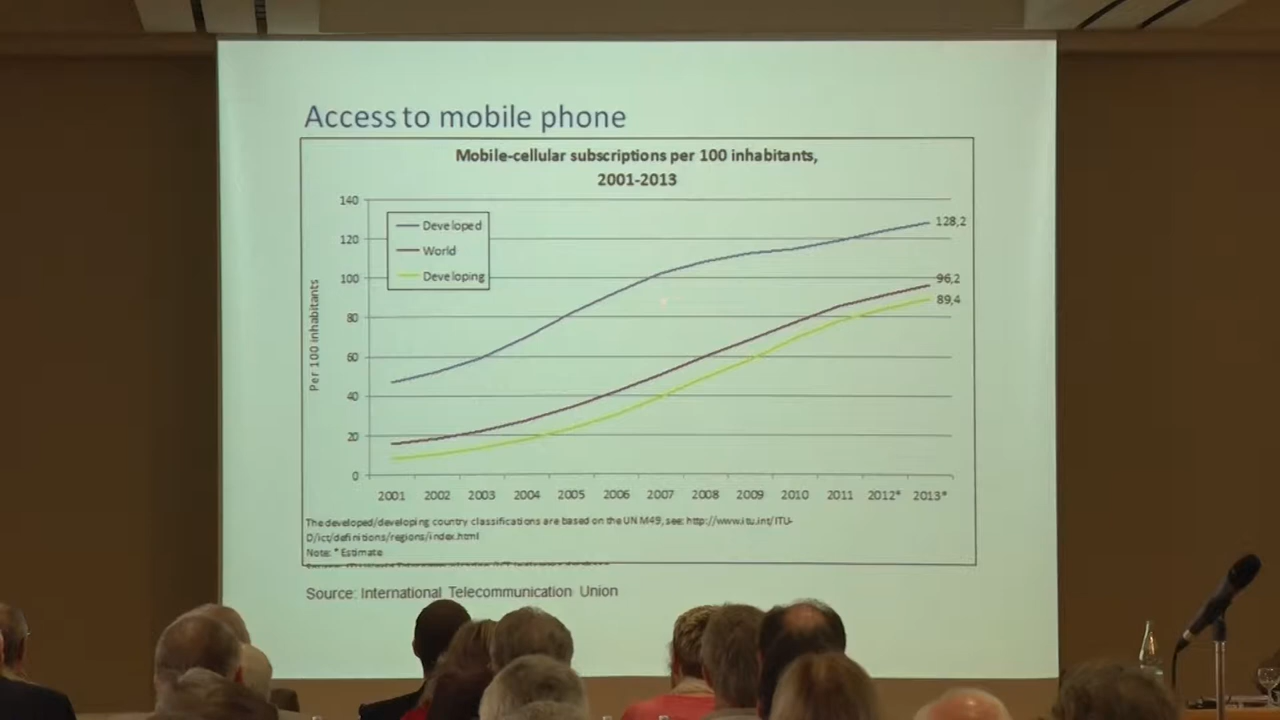 Access to mobile phone
Mobile-cellular subscriptions per 100 inhabitants,
2001-2013
140
120
100
80
60
40
20
0
Per 100 inhabitants
Developed
World
Developing
128,2
96,2
89,4
2001 2002 2003 2004 2005 2006 2007 2008 2009 2010 2011 2012* 2013*
The developed/developing country classifications are based on the UN M49, see: http://www.itu.int/ITU-
D/ict/definitions/regions/index.html
Note: * Estimate
Source: International Telecommunication Union